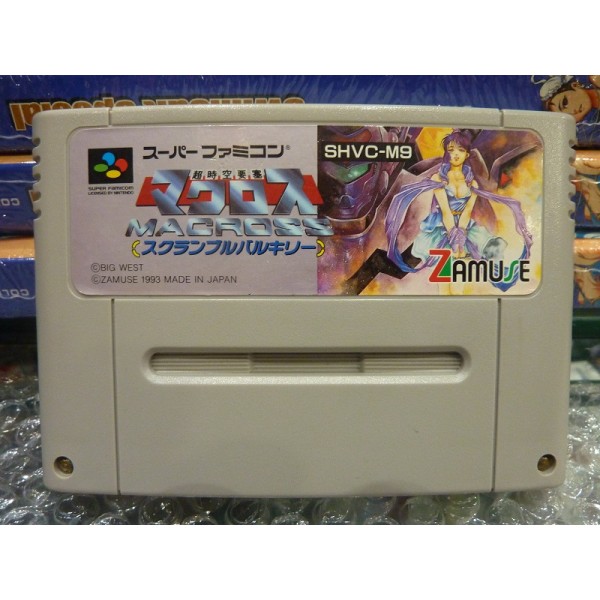 スーパーファミコン®
SHVC-M9
SUPER FAMICOM
LICENSED BY NINTENDO
超時空要塞
マクロス
MACROSS
スクランブルバルキリー
©BIG WEST
©ZAMUSE 1993 MADE IN JAPAN
ZAMUSE